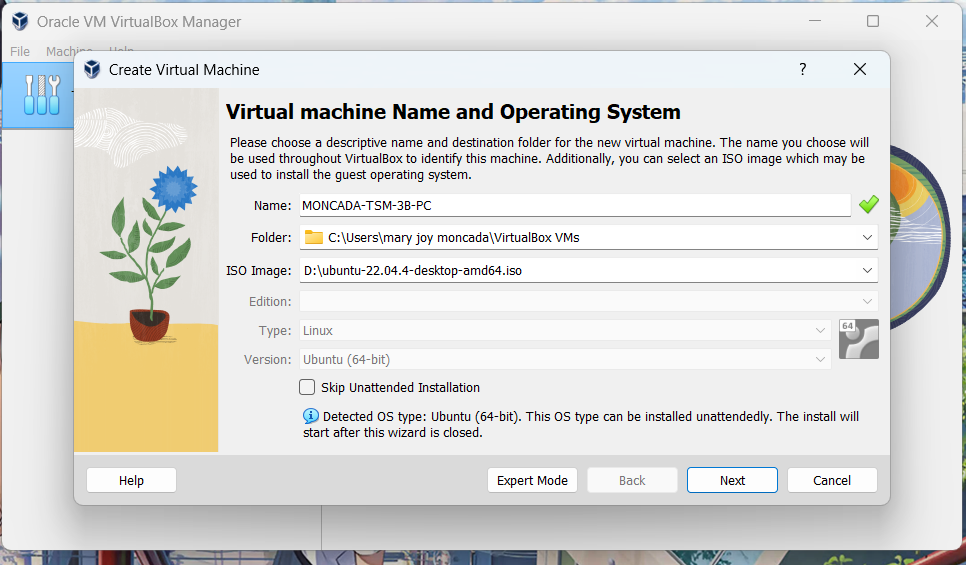 Oracle VM VirtualBox Manager
File Machine Help
Create Virtual Machine
?
Virtual machine Name and Operating System
Please choose a descriptive name and destination folder for the new virtual machine. The name you choose will
be used throughout VirtualBox to identify this machine. Additionally, you can select an ISO image which may be
used to install the guest operating system.
Name: MONCADA-TSM-3B-PC
Folder: C:\Users\mary joy moncada\VirtualBox VMs
ISO Image: D:\ubuntu-22.04.4-desktop-amd64.iso
Edition:
Type: Linux
64
Version: Ubuntu (64-bit)
Skip Unattended Installation
Detected OS type: Ubuntu (64-bit). This OS type can be installed unattendedly. The install will
start after this wizard is closed.
Help Expert Mode Back Next Cancel